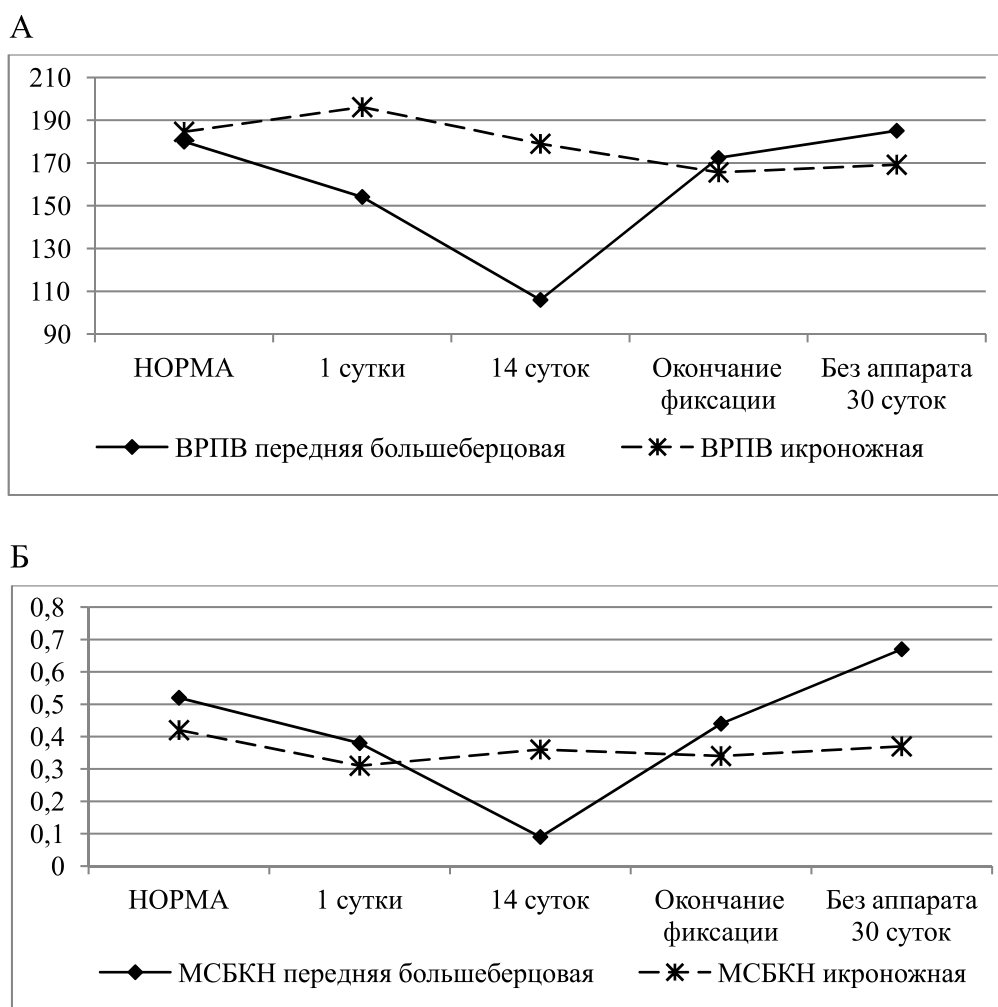 А
210
190
170
150
130
110
90
НОРМА 1 сутки 14 суток Окончание Без аппарата
фиксации 30 суток
ВРПВ передняя большеберцовая ВРПВ икроножная
Б
0,8
0,7
0,6
0,5
0,4
0,3
0,2
0,1
0
НОРМА 1 сутки 14 суток Окончание Без аппарата
фиксации 30 суток
МСБКН передняя большеберцовая МСБКН икроножная